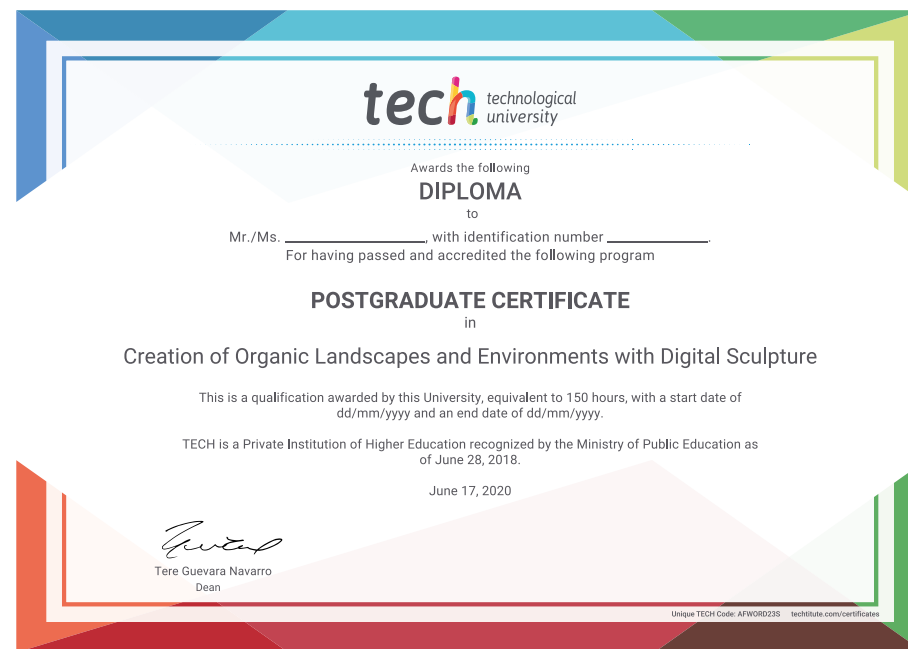 tech technological
university
Awards the following
DIPLOMA
to
Mr./Ms. ____________________, with identification number ______________.
For having passed and accredited the following program
POSTGRADUATE CERTIFICATE
in
Creation of Organic Landscapes and Environments with Digital Sculpture
This is a qualification awarded by this University, equivalent to 150 hours, with a start date of
dd/mm/yyyy and an end date of dd/mm/yyyy.
TECH is a Private Institution of Higher Education recognized by the Ministry of Public Education as
of June 28, 2018.
June 17, 2020
Tere Guevara Navarro
Dean
Unique TECH Code: AFWORD23S techtitute.com/certificates